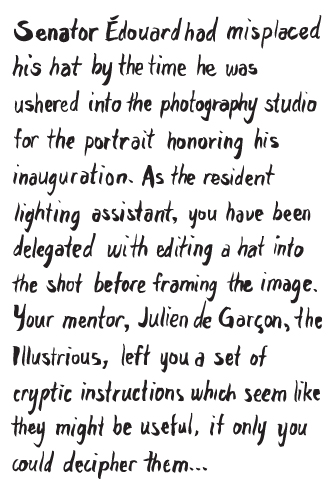 Senator Édouard had misplaced
his hat by the time he was
ushered into the photography studio
for the portrait honoring his
inauguration. As the resident
lighting assistant, you have been
delegated with editing a hat into
the shot before framing the image.
Your mentor, Julien de Garçon, the
Illustrious, left you a set of
cryptic instructions which seem like
they might be useful, if only you
could decipher them...